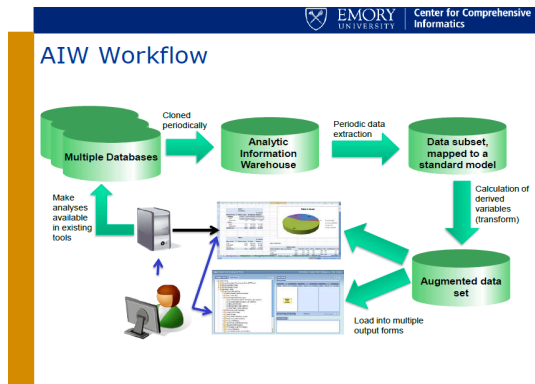 EMORY
UNIVERSITY
Center for Comprehensive
Informatics
AIW Workflow
Multiple Databases
Cloned
periodically
Analytic
Information
Warehouse
Periodic data
extraction
Data subset,
mapped to a
standard model
Calculation of
derived
variables
(transform)
Make
analyses
available
in existing
tools
Augmented data
set
Load into multiple
output forms